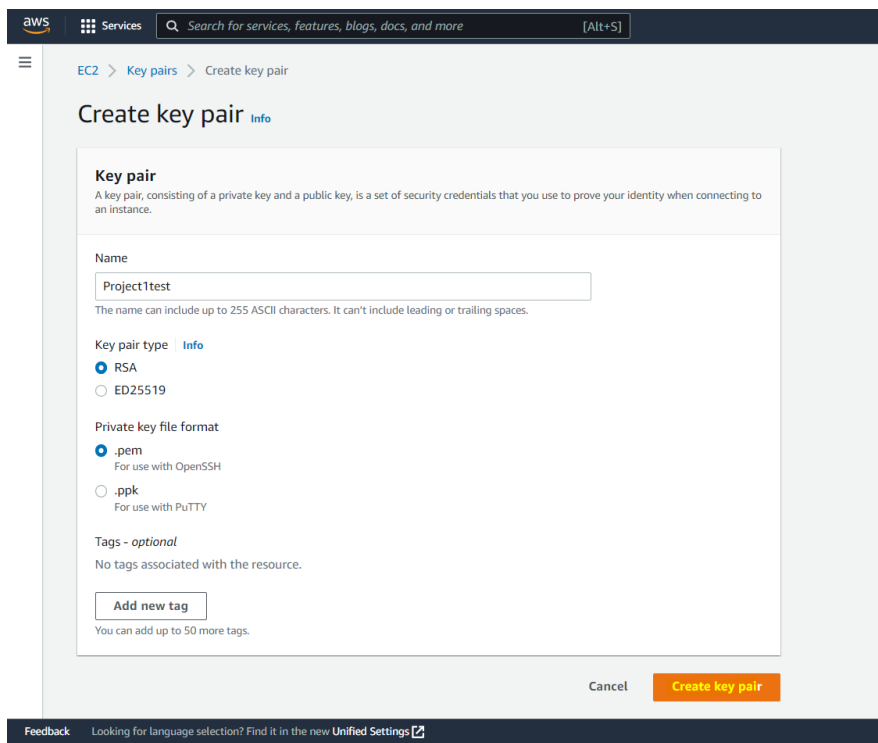 aws
Services
Search for services, features, blogs, docs, and more [Alt+S]
EC2 > Key pairs > Create key pair
Create key pair Info
Key pair
A key pair, consisting of a private key and a public key, is a set of security credentials that you use to prove your identity when connecting to
an instance.
Name
Project1test
The name can include up to 255 ASCII characters. It can't include leading or trailing spaces.
Key pair type Info
RSA
ED25519
Private key file format
.pem
For use with OpenSSH
.ppk
For use with PuTTY
Tags - optional
No tags associated with the resource.
Add new tag
You can add up to 50 more tags.
Cancel Create key pair
Feedback Looking for language selection? Find it in the new Unified Settings